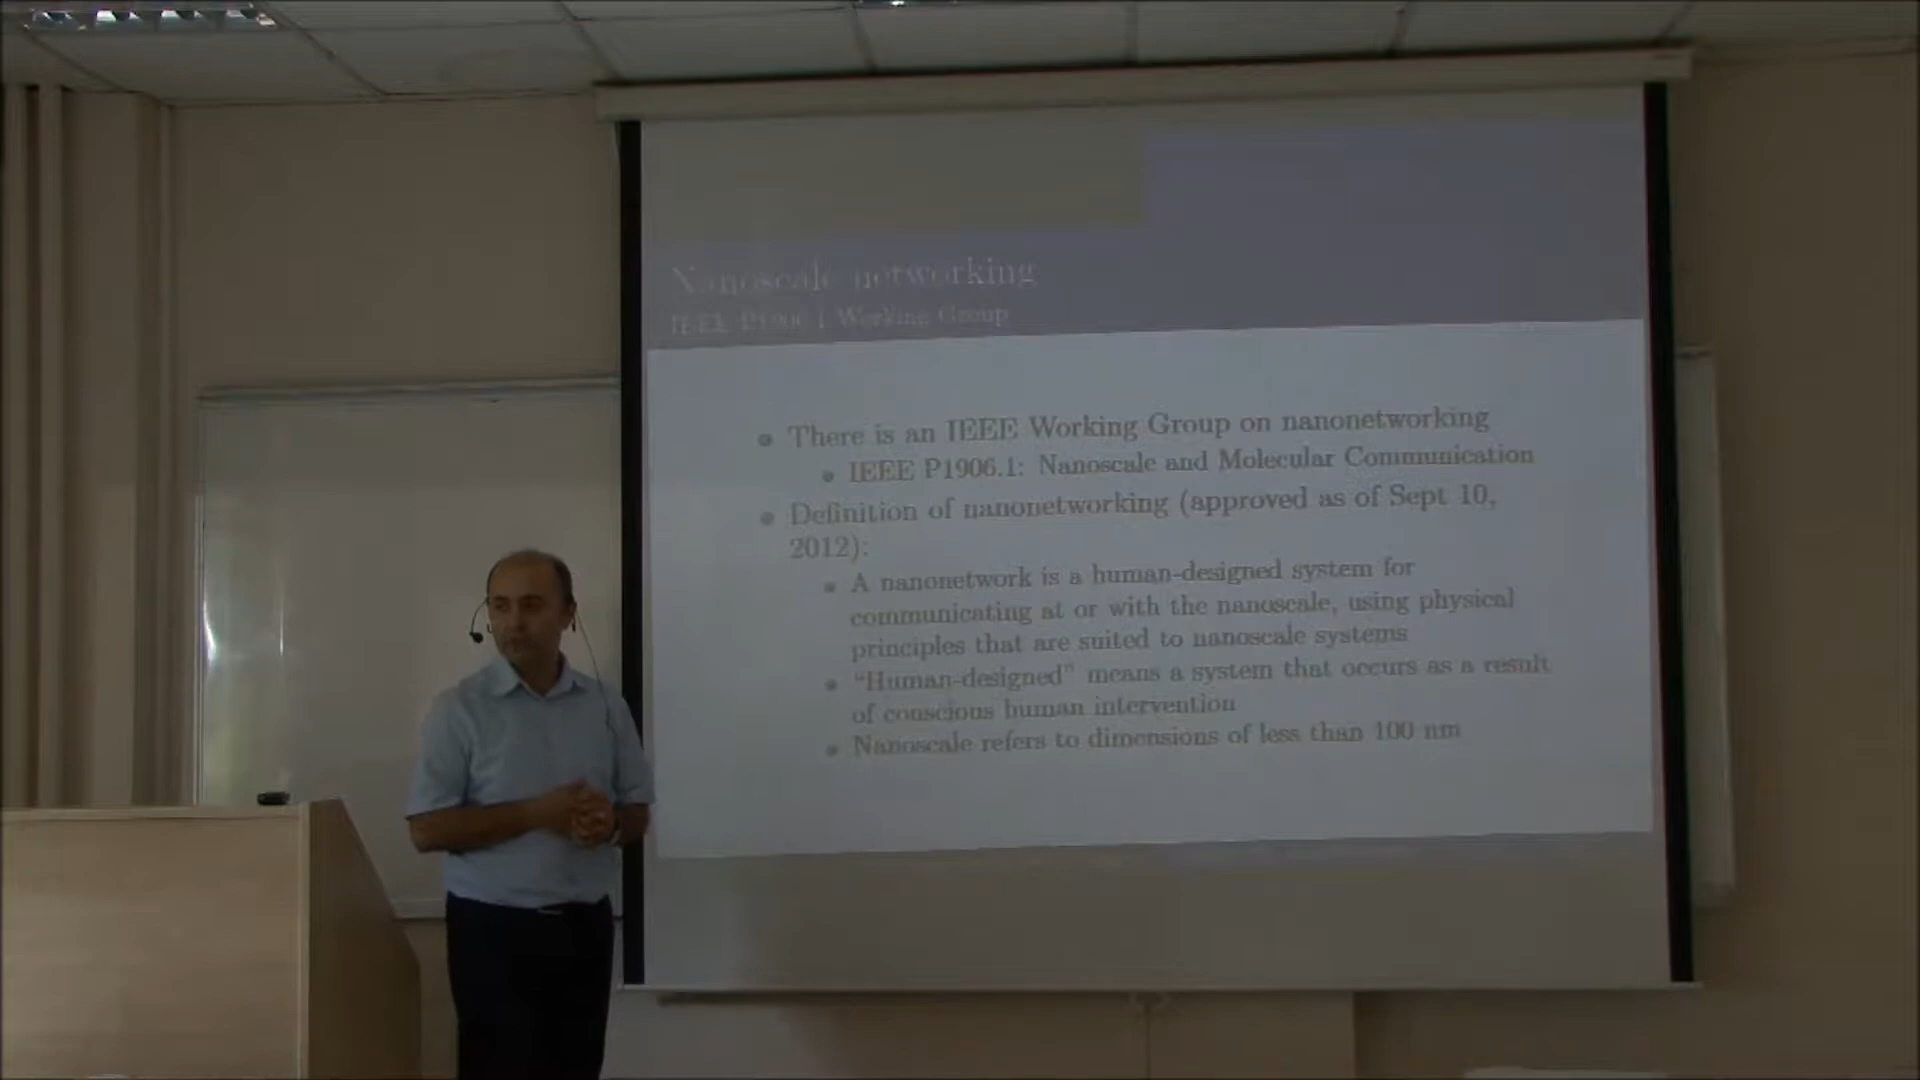 Nanoscale networking
IEEE P1906.1 Working Group
There is an IEEE Working Group on nanonetworking
IEEE P1906.1: Nanoscale and Molecular Communication
Definition of nanonetworking (approved as of Sept 10,
2012):
A nanonetwork is a human-designed system for
communicating at or with the nanoscale, using physical
principles that are suited to nanoscale systems
“Human-designed” means a system that occurs as a result
of conscious human intervention
Nanoscale refers to dimensions of less than 100 nm